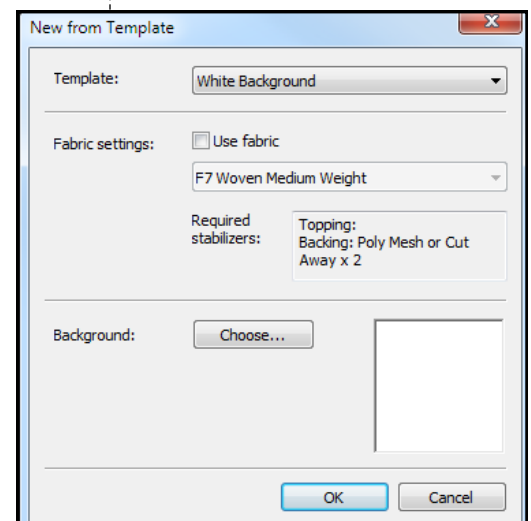 New from Template
Template:
White Background
Fabric settings:
Use fabric
F7 Woven Medium Weight
Required
stabilizers:
Topping:
Backing: Poly Mesh or Cut
Away x 2
Background:
Choose...
OK
Cancel